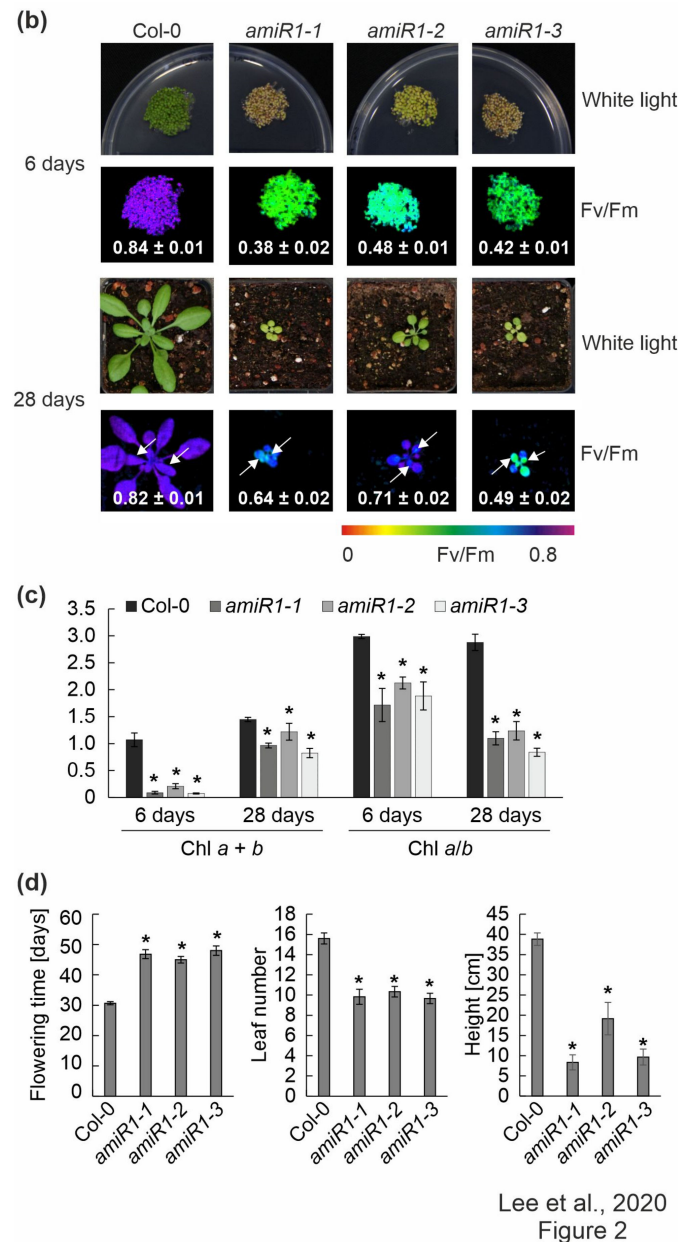 (b)
Col-0 amiR1-1 amiR1-2 amiR1-3
White light
6 days
Fv/Fm
0.84 ± 0.01 0.38 ± 0.02 0.48 ± 0.01 0.42 ± 0.01
White light
28 days
Fv/Fm
0.82 ± 0.01 0.64 ± 0.02 0.71 ± 0.02 0.49 ± 0.02
0 Fv/Fm 0.8
(c)
Col-0 amiR1-1 amiR1-2 amiR1-3
3.0
2.5
2.0
1.5
1.0
0.5
0
* * * * * * * * * * * *
6 days 28 days 6 days 28 days
Chl a + b Chl a/b
(d)
Flowering time [days]
60
50
40
30
20
10
0
* * *
Col-0 amiR1-1 amiR1-2 amiR1-3
Leaf number
18
16
14
12
10
8
6
4
2
0
* * *
Col-0 amiR1-1 amiR1-2 amiR1-3
Height [cm]
45
40
35
30
25
20
15
10
5
0
* * *
Col-0 amiR1-1 amiR1-2 amiR1-3
Lee et al., 2020
Figure 2